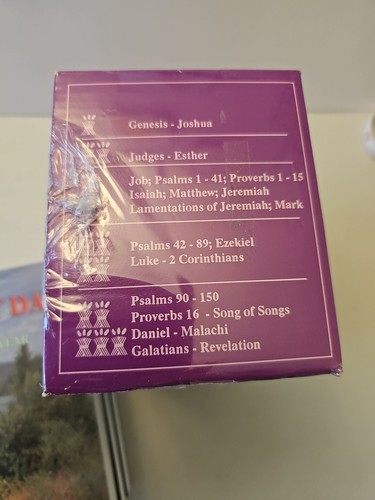 Genesis - Joshua
Judges - Esther
Job; Psalms 1 - 41; Proverbs 1 - 15
Isaiah; Matthew; Jeremiah
Lamentations of Jeremiah; Mark
Psalms 42 - 89; Ezekiel
Luke - 2 Corinthians
Psalms 90 - 150
Proverbs 16 - Song of Songs
Daniel - Malachi
Galatians - Revelation